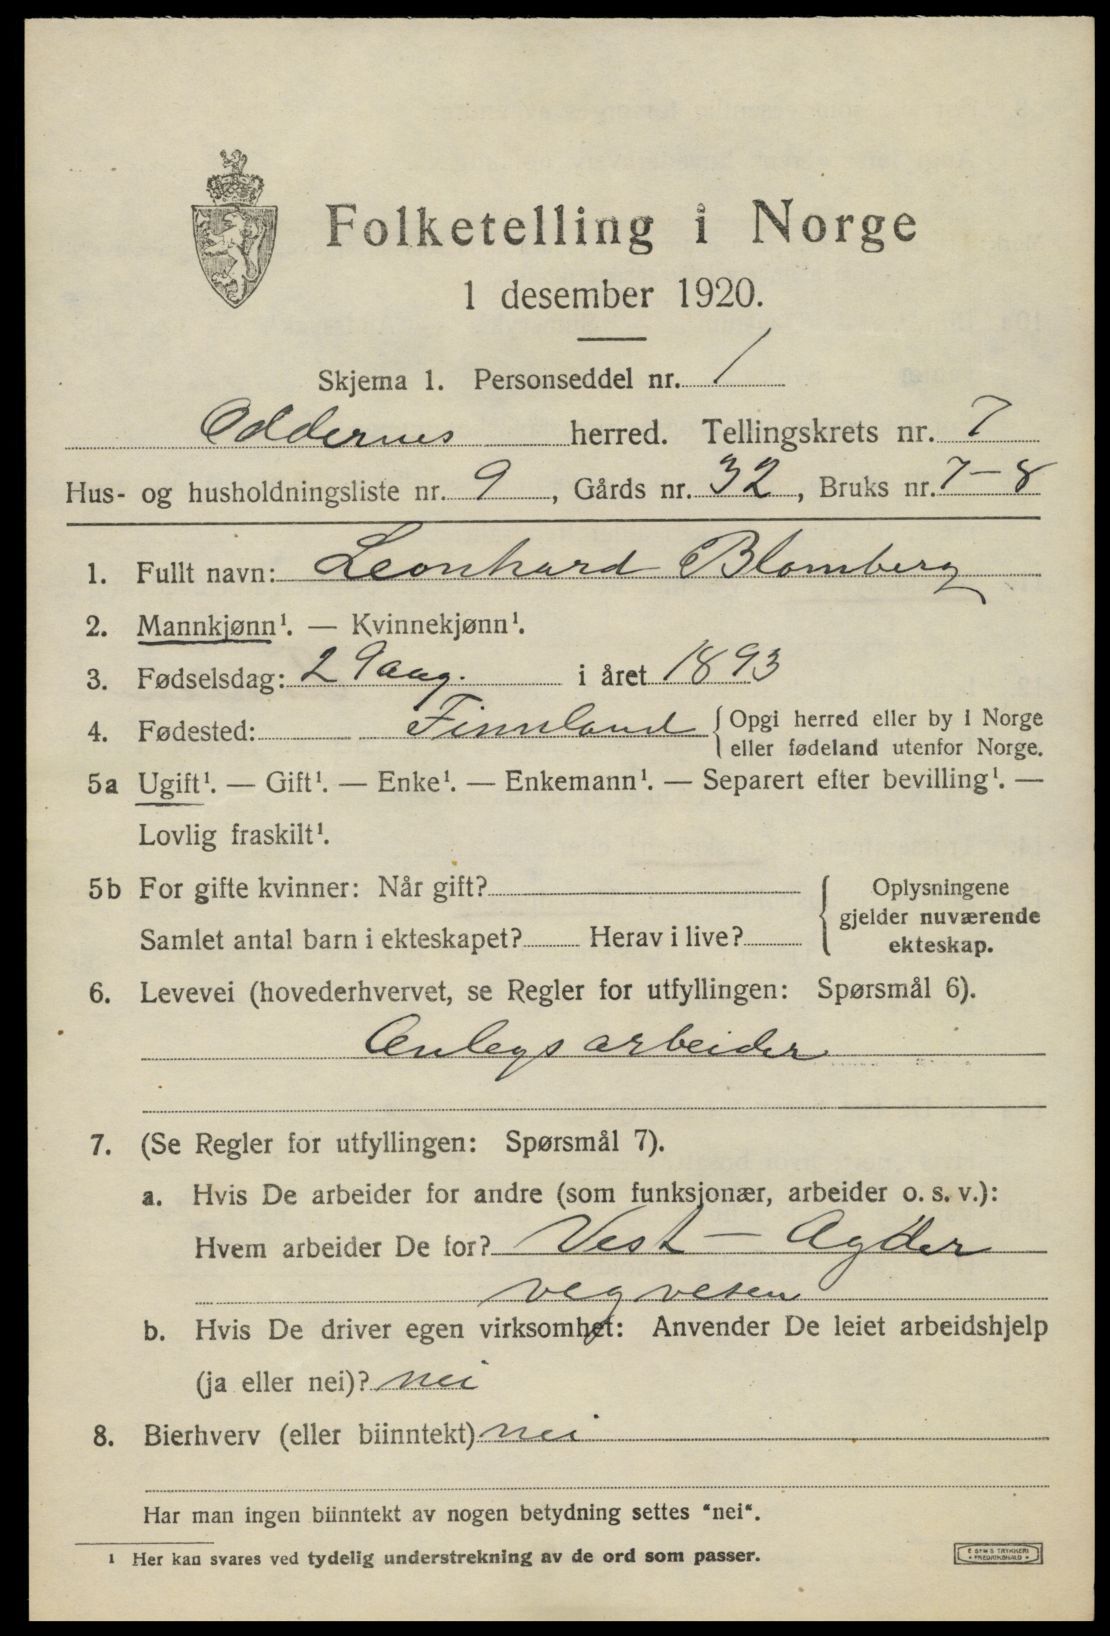 Folketelling i Norge
1 desember 1920.
Skjema 1. Personseddel nr. 1
Oddernes herred. Tellingskrets nr. 7
Hus- og husholdningsliste nr. 9, Gårds nr. 32, Bruks nr. 7-8
1. Fullt navn: Leonhard Blomberg
2. Mannkjønn¹. — Kvinnekjønn¹.
3. Fødselsdag: 29 aug. i året 1893
4. Fødested: Finnland { Opgi herred eller by i Norge
eller fødeland utenfor Norge.
5a Ugift¹. — Gift¹. — Enke¹. — Enkemann¹. — Separert efter bevilling¹. —
Lovlig fraskilt¹.
5b For gifte kvinner: Når gift?
Samlet antal barn i ekteskapet? Herav i live?
Oplysningene
gjelder nuværende
ekteskap.
6. Levevei (hovederhvervet, se Regler for utfyllingen: Spørsmål 6).
Anlegsarbeider
7. (Se Regler for utfyllingen: Spørsmål 7).
a. Hvis De arbeider for andre (som funksjonær, arbeider o. s. v.):
Hvem arbeider De for? Vest - Agder
vegvesen
b. Hvis De driver egen virksomhet: Anvender De leiet arbeidshjelp
(ja eller nei)? nei
8. Bierhverv (eller biinntekt) nei
Har man ingen biinntekt av nogen betydning settes "nei".
¹ Her kan svares ved tydelig understrekning av de ord som passer.